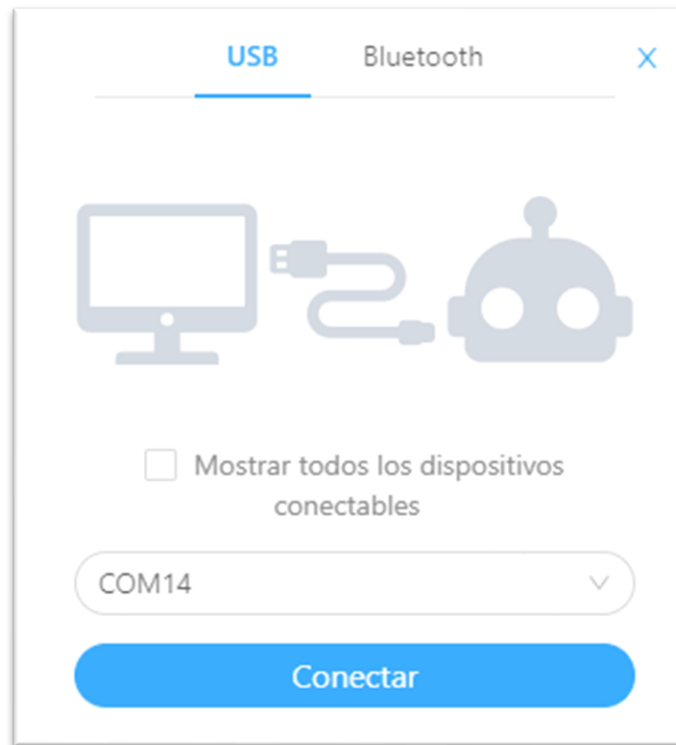 USB Bluetooth X
Mostrar todos los dispositivos
conectables
COM14
Conectar